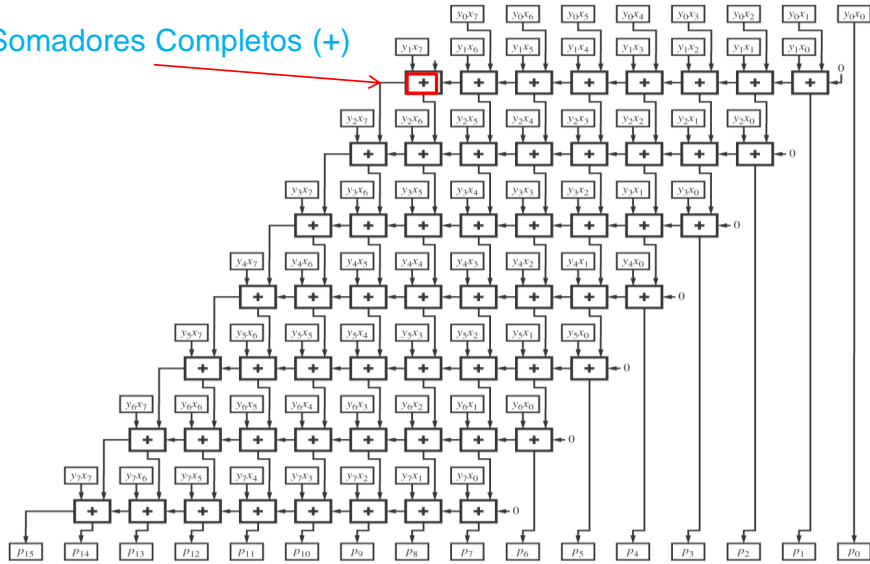 y₀x₇ y₀x₆ y₀x₅ y₀x₄ y₀x₃ y₀x₂ y₀x₁ y₀x₀
Somadores Completos (+)
y₁x₇ y₁x₆ y₁x₅ y₁x₄ y₁x₃ y₁x₂ y₁x₁ y₁x₀
+ + + + + + + + 0
y₂x₇ y₂x₆ y₂x₅ y₂x₄ y₂x₃ y₂x₂ y₂x₁ y₂x₀
+ + + + + + + + 0
y₃x₇ y₃x₆ y₃x₅ y₃x₄ y₃x₃ y₃x₂ y₃x₁ y₃x₀
+ + + + + + + + 0
y₄x₇ y₄x₆ y₄x₅ y₄x₄ y₄x₃ y₄x₂ y₄x₁ y₄x₀
+ + + + + + + + 0
y₅x₇ y₅x₆ y₅x₅ y₅x₄ y₅x₃ y₅x₂ y₅x₁ y₅x₀
+ + + + + + + + 0
y₆x₇ y₆x₆ y₆x₅ y₆x₄ y₆x₃ y₆x₂ y₆x₁ y₆x₀
+ + + + + + + + 0
y₇x₇ y₇x₆ y₇x₅ y₇x₄ y₇x₃ y₇x₂ y₇x₁ y₇x₀
+ + + + + + + + 0
p₁₅ p₁₄ p₁₃ p₁₂ p₁₁ p₁₀ p₉ p₈ p₇ p₆ p₅ p₄ p₃ p₂ p₁ p₀